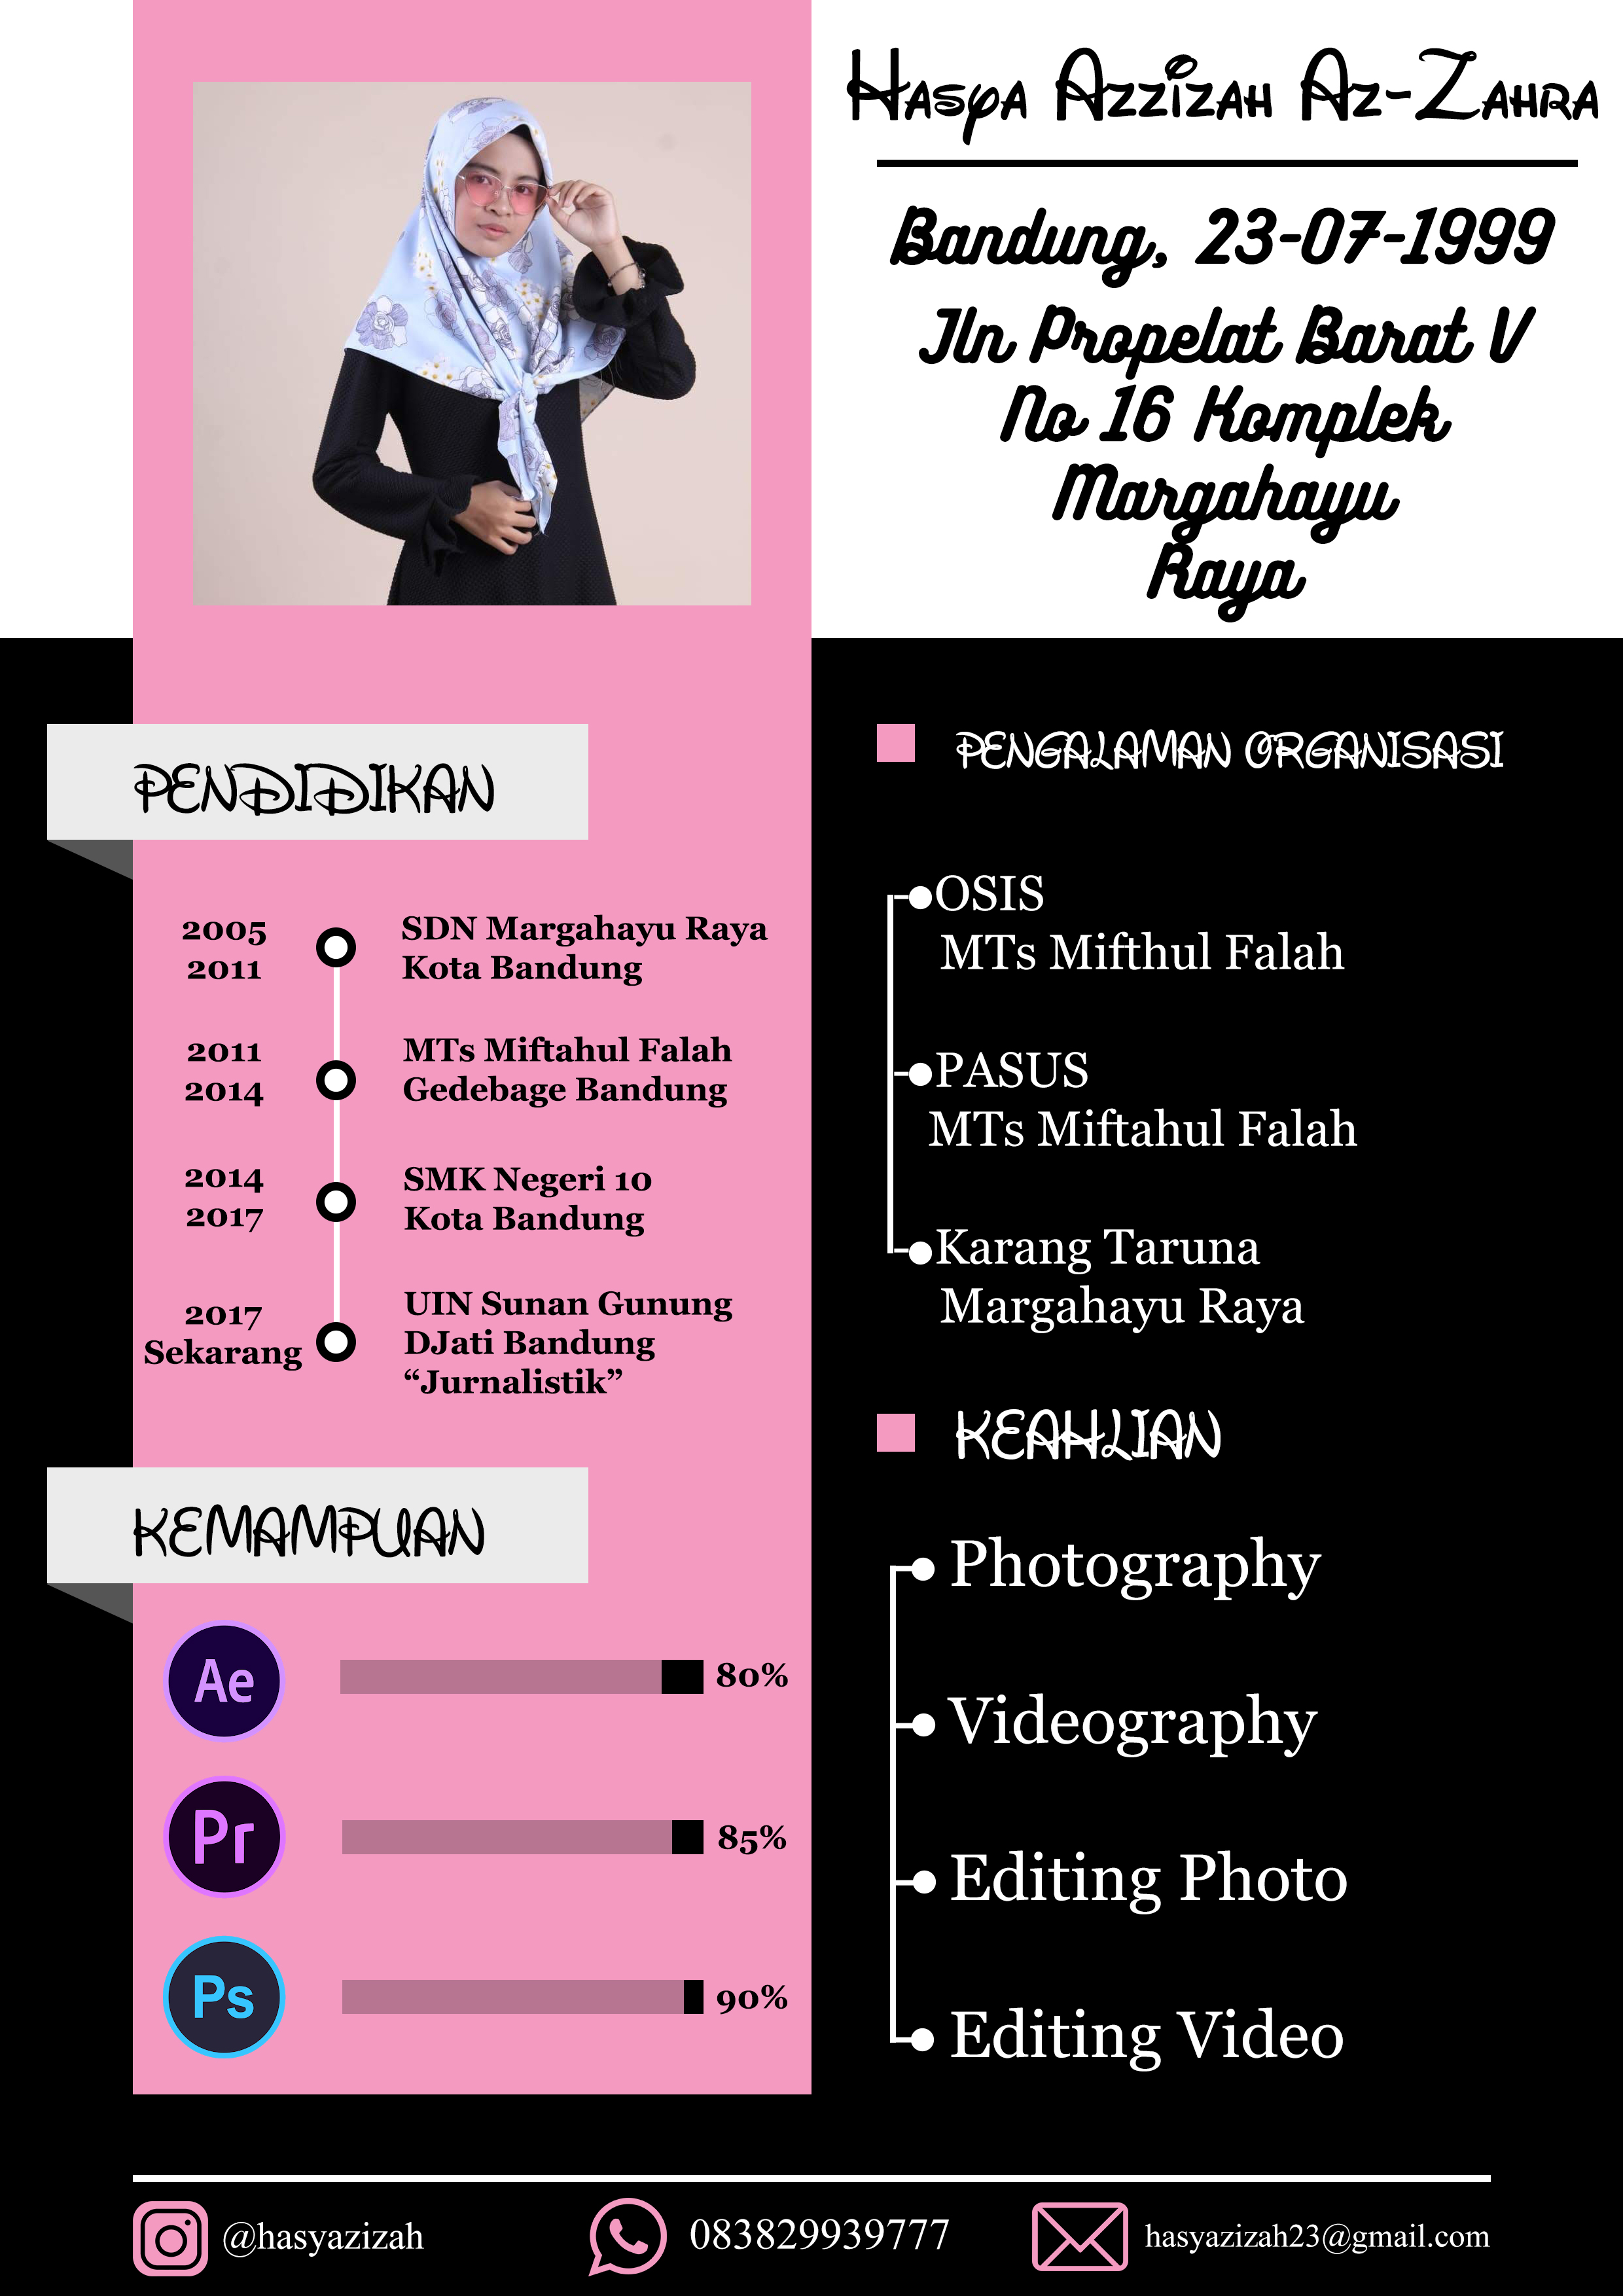 Hasya Azzizah Az-Zahra
Bandung, 23-07-1999
Jln Propelat Barat V
No 16 Komplek
Margahayu
Raya
PENDIDIKAN
2005
2011
SDN Margahayu Raya
Kota Bandung
2011
2014
MTs Miftahul Falah
Gedebage Bandung
2014
2017
SMK Negeri 10
Kota Bandung
2017
Sekarang
UIN Sunan Gunung
DJati Bandung
“Jurnalistik”
KEMAMPUAN
Ae
80%
Pr
85%
Ps
90%
PENGALAMAN ORGANISASI
OSIS
MTs Mifthul Falah
PASUS
MTs Miftahul Falah
Karang Taruna
Margahayu Raya
KEAHLIAN
Photography
Videography
Editing Photo
Editing Video
@hasyazizah
083829939777
hasyazizah23@gmail.com